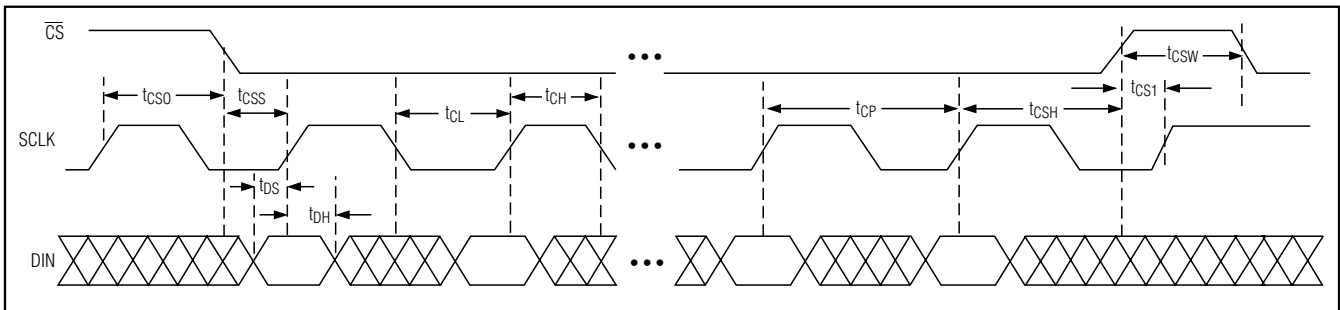 CS
•••
tCSW
tCSO
tCSS
tCL
tCH
tCP
tCSH
tCS1
SCLK
•••
tDS
tDH
DIN
•••